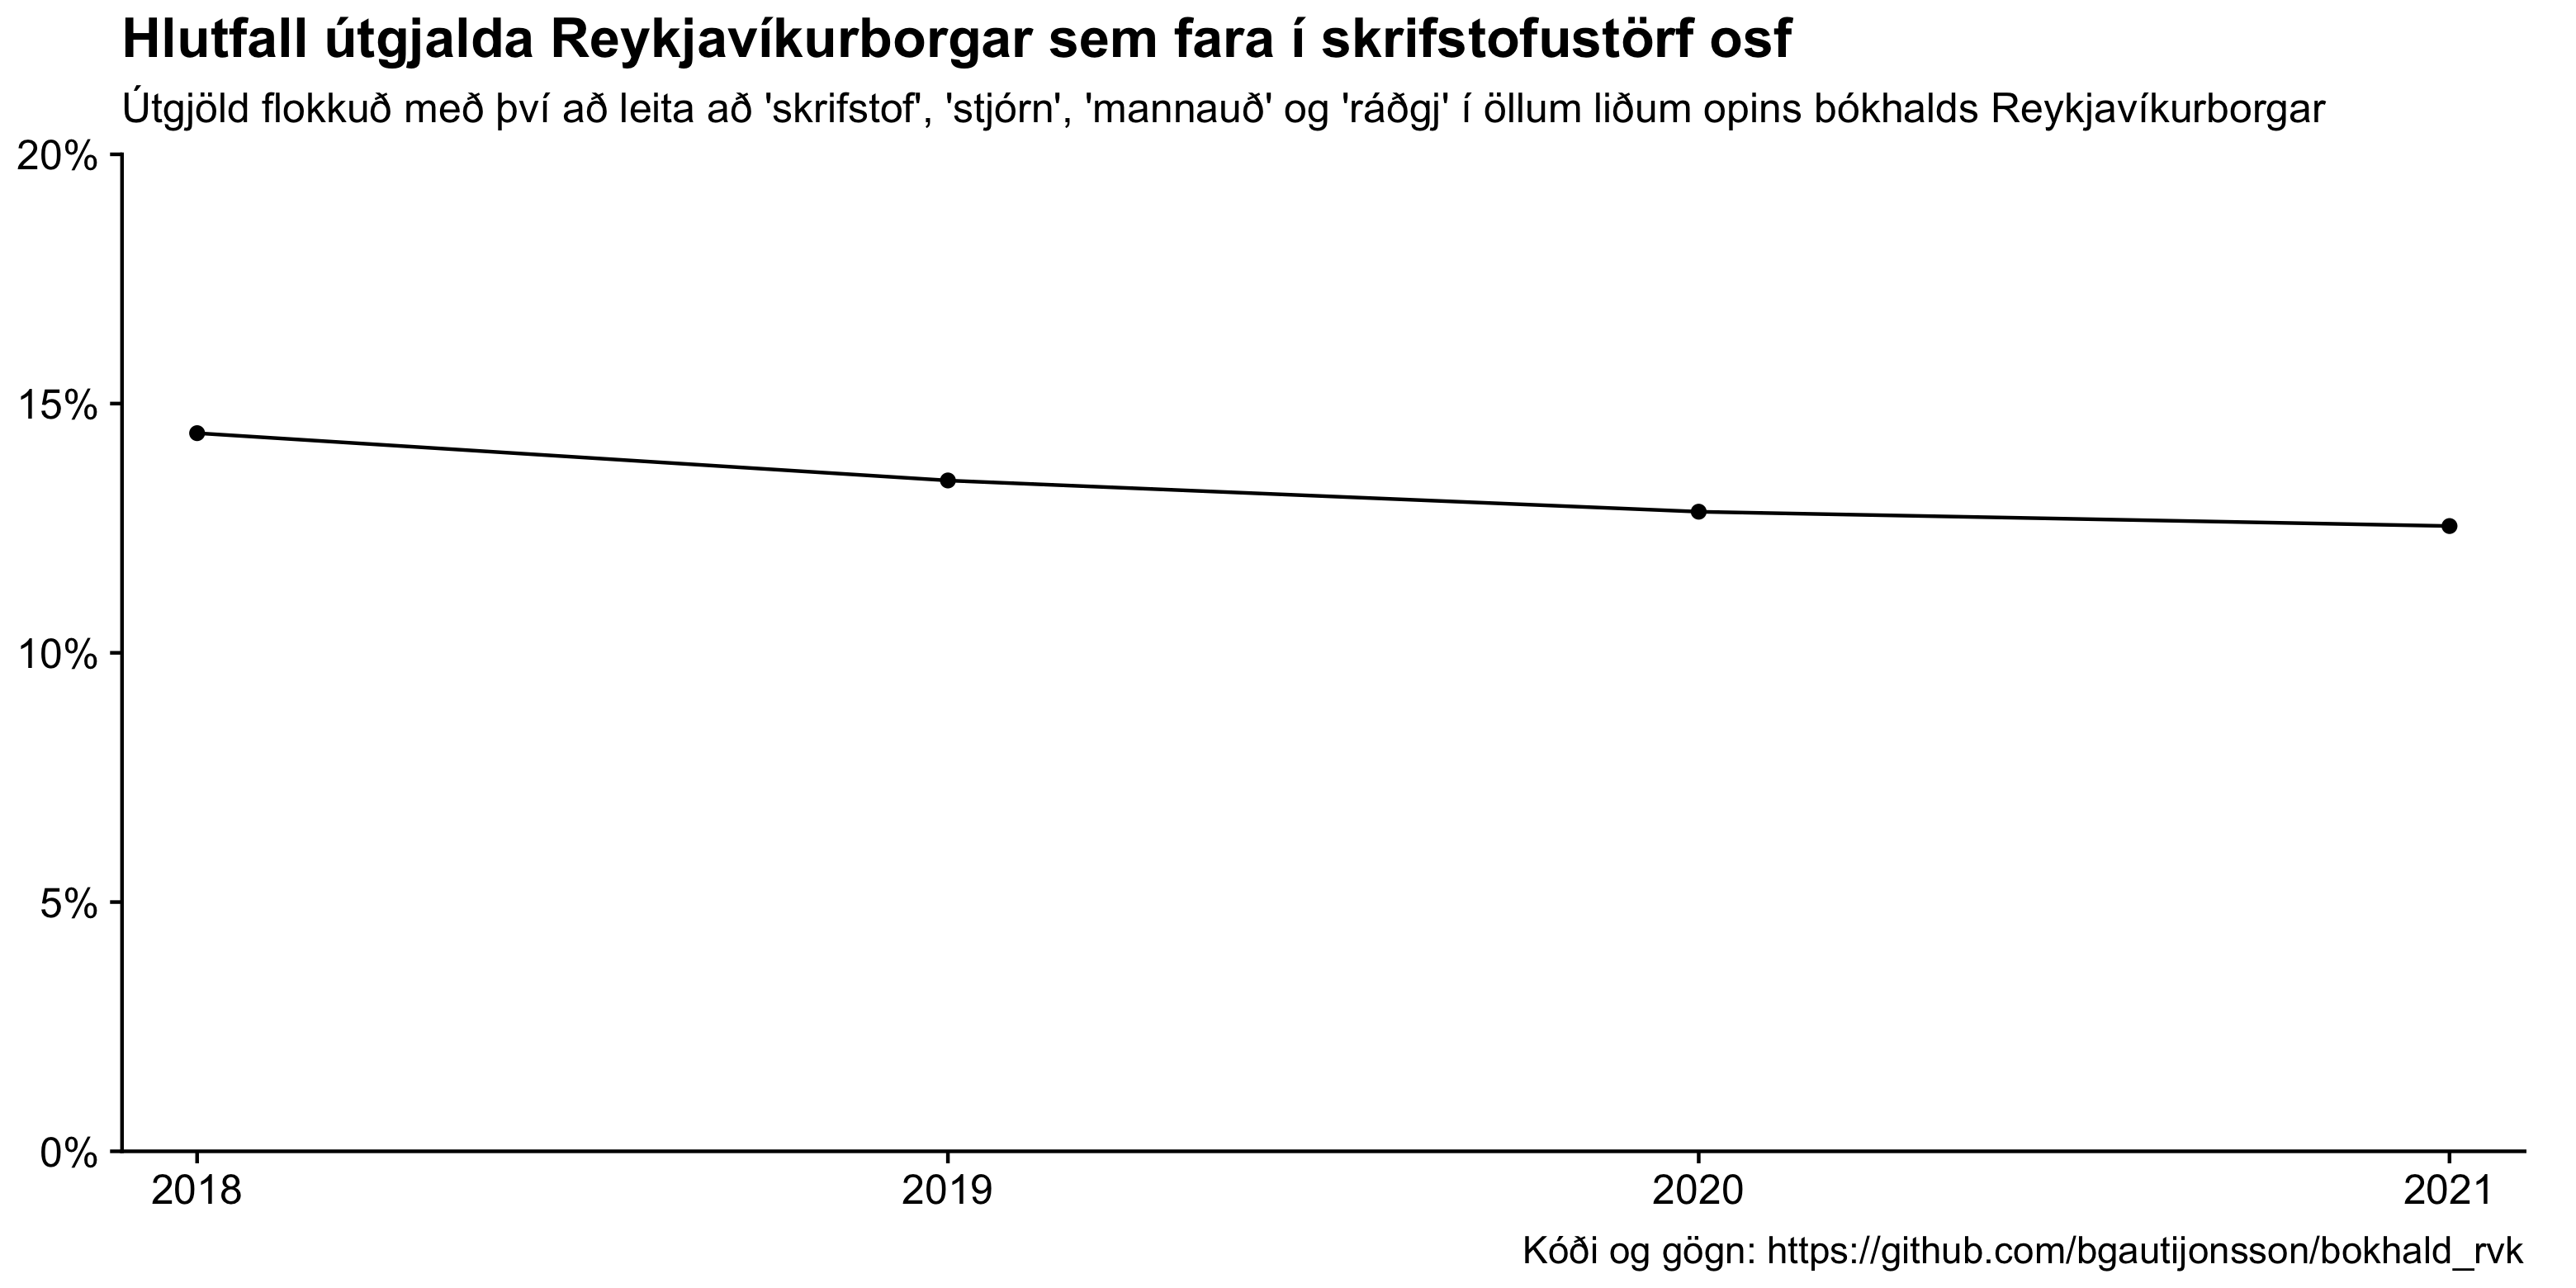 Hlutfall útgjalda Reykjavíkurborgar sem fara í skrifstofustörf osf
Útgjöld flokkuð með því að leita að 'skrifstof', 'stjórn', 'mannauð' og 'ráðgj' í öllum liðum opins bókhalds Reykjavíkurborgar
20%
15%
10%
5%
0%
2018 2019 2020 2021
Kóði og gögn: https://github.com/bgautijonsson/bokhald_rvk